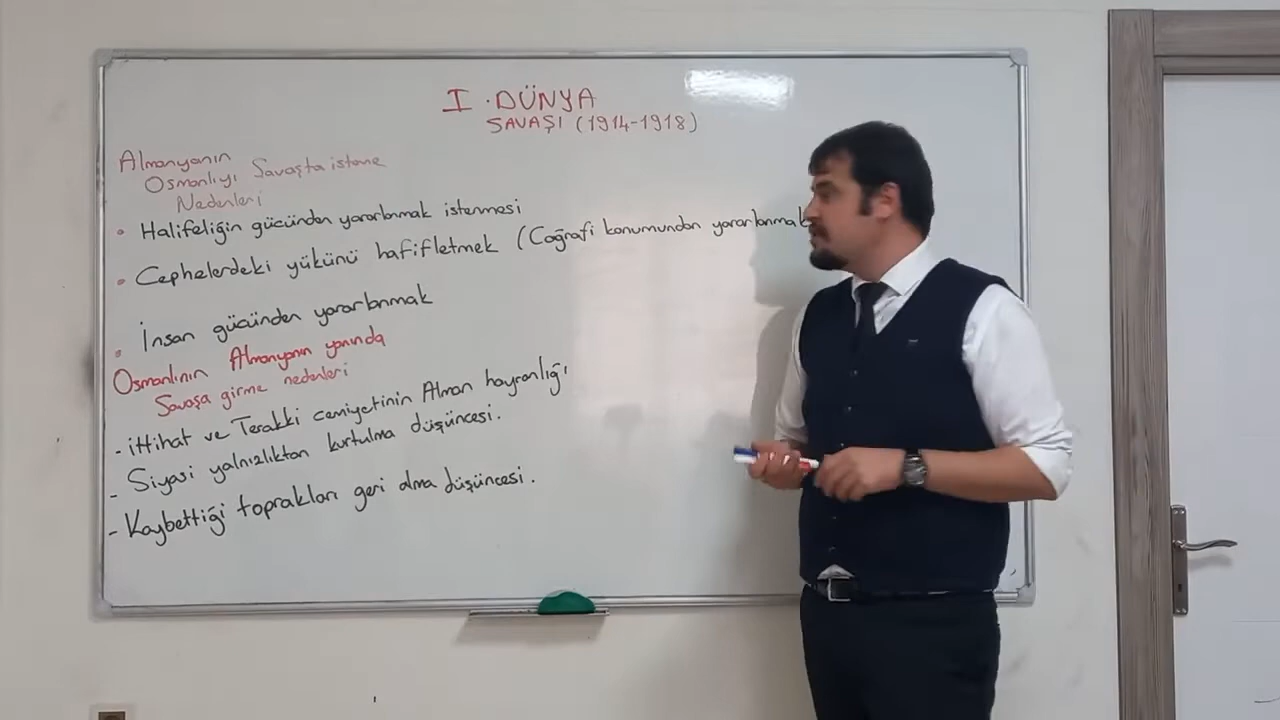 I. DÜNYA
SAVAŞI (1914-1918)
Almanyanın
Osmanlıyı Savaşta isteme
Nedenleri
• Halifeliğin gücünden yararlanmak istenmesi
• Cephelerdeki yükünü hafifletmek (Coğrafi konumundan yararlanmak
• İnsan gücünden yararlanmak
Osmanlının Almanyanın yanında
Savaşa girme nedenleri
- ittihat ve Terakki cemiyetinin Alman hayranlığı
- Siyasi yalnızlıktan kurtulma düşüncesi.
- Kaybettiği toprakları geri alma düşüncesi.